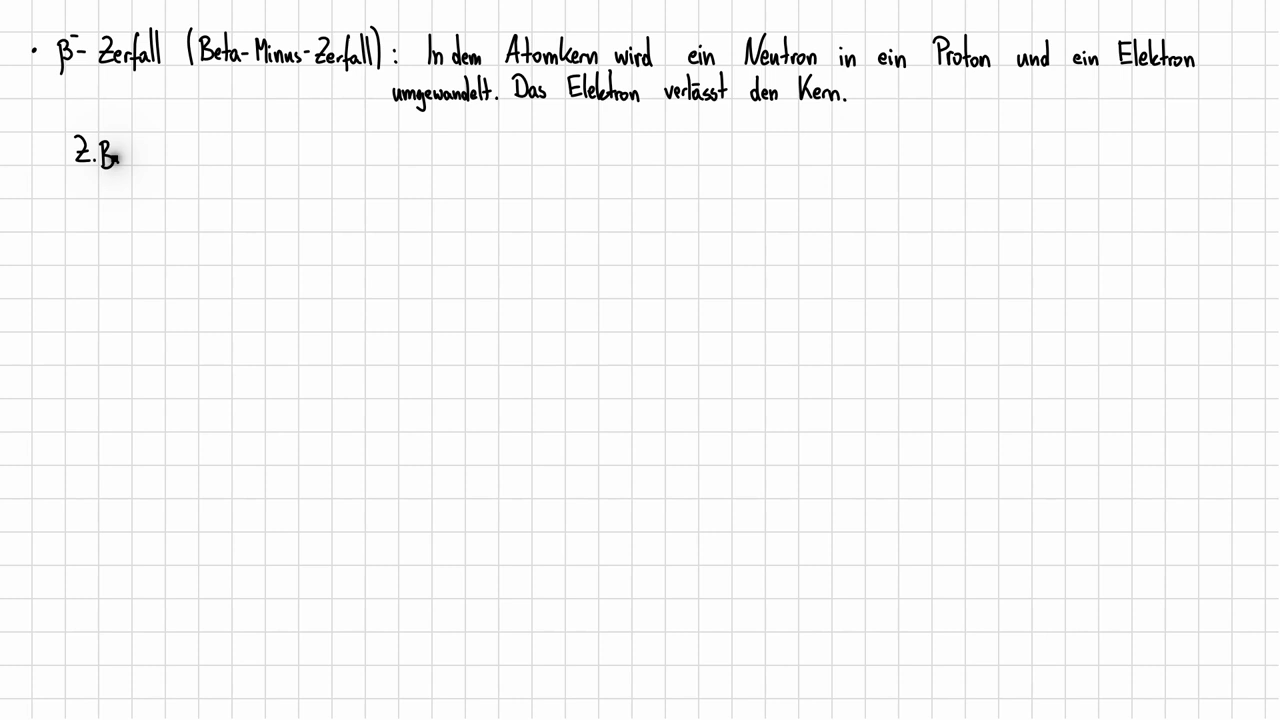 · β⁻- Zerfall (Beta-Minus-Zerfall): In dem Atomkern wird ein Neutron in ein Proton und ein Elektron
umgewandelt. Das Elektron verlässt den Kern.
Z.B.